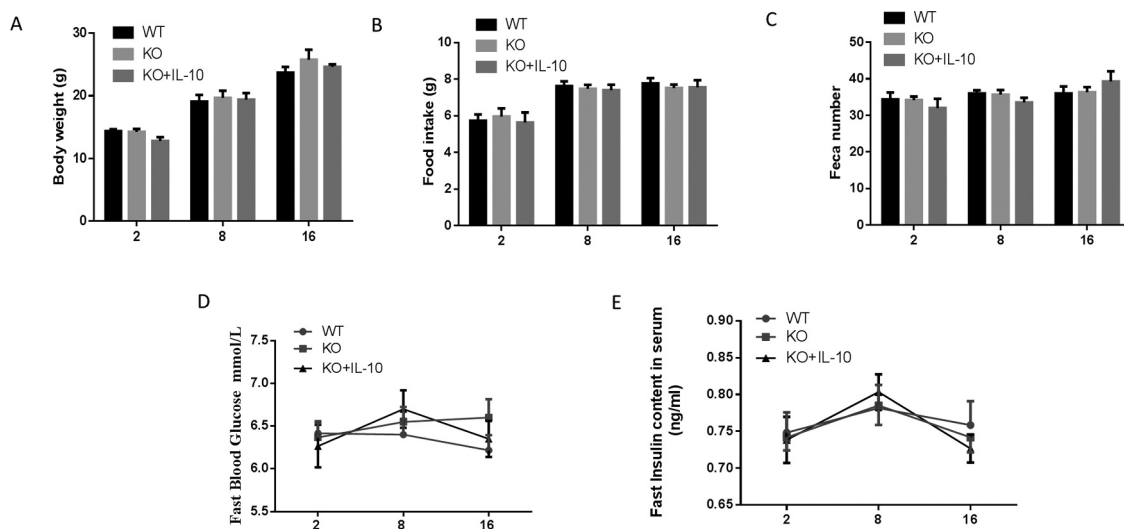 A
WT
KO
KO+IL-10
Body weight (g)
30
20
10
0
2 8 16
B
WT
KO
KO+IL-10
Food intake (g)
10
8
6
4
2
0
2 8 16
C
WT
KO
KO+IL-10
Feca number
50
40
30
20
10
0
2 8 16
D
WT
KO
KO+IL-10
Fast Blood Glucose mmol/L
7.5
7.0
6.5
6.0
5.5
2 8 16
E
WT
KO
KO+IL-10
Fast Insulin content in serum
(ng/ml)
0.90
0.85
0.80
0.75
0.70
0.65
2 8 16